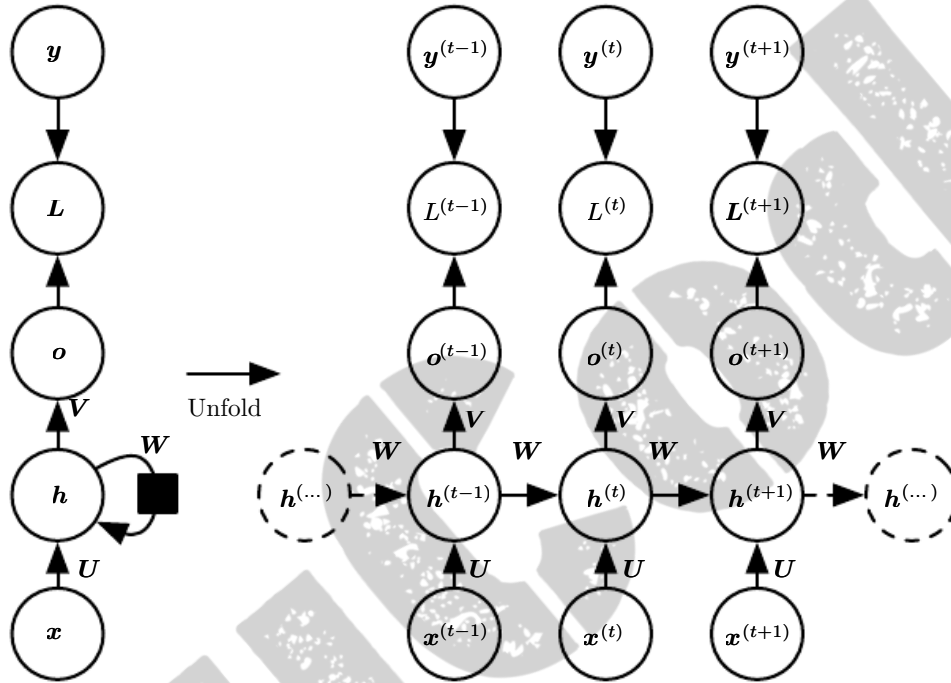 y y^(t−1) y^(t) y^(t+1)
L L^(t−1) L^(t) L^(t+1)
o o^(t−1) o^(t) o^(t+1)
Unfold
V V V V
W W W W W
h h^(...) h^(t−1) h^(t) h^(t+1) h^(...)
U U U U
x x^(t−1) x^(t) x^(t+1)